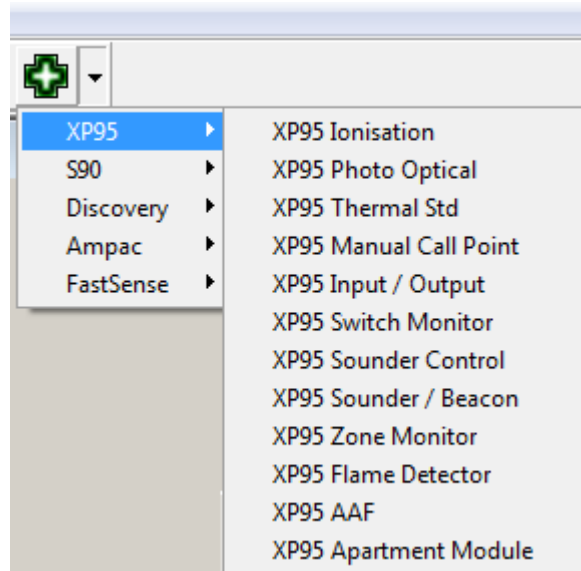 XP95
S90
Discovery
Ampac
FastSense
XP95 Ionisation
XP95 Photo Optical
XP95 Thermal Std
XP95 Manual Call Point
XP95 Input / Output
XP95 Switch Monitor
XP95 Sounder Control
XP95 Sounder / Beacon
XP95 Zone Monitor
XP95 Flame Detector
XP95 AAF
XP95 Apartment Module